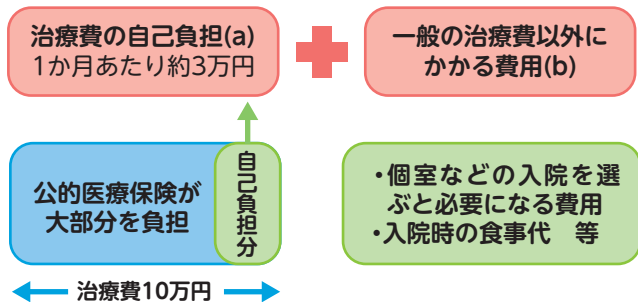 治療費の自己負担(a)
1か月あたり約3万円
一般の治療費以外に
かかる費用(b)
公的医療保険が
大部分を負担
自己負担分
・個室などの入院を選
ぶと必要になる費用
・入院時の食事代　等
治療費10万円